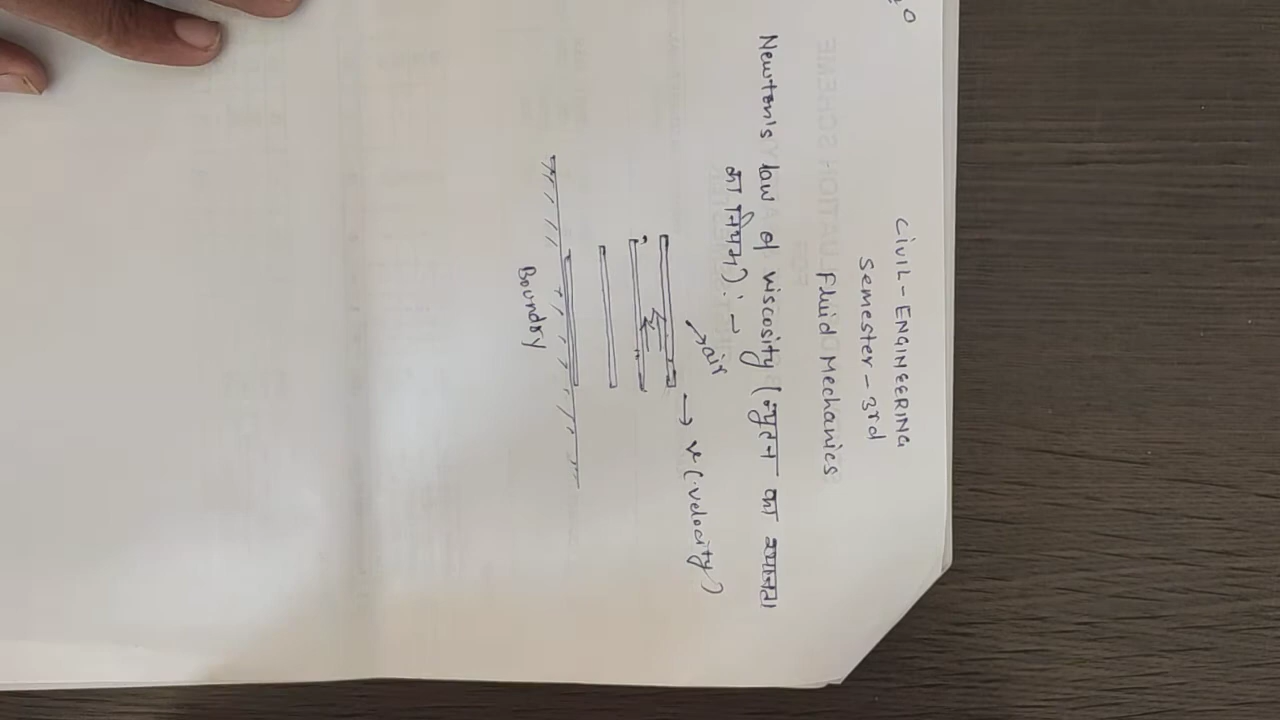 CIVIL-ENGINEERING
Semester-3rd
Fluid Mechanics
Newton's law of viscosity (न्युटन का श्यानता
का नियम):→
→air
→ v (velocity)
Boundry